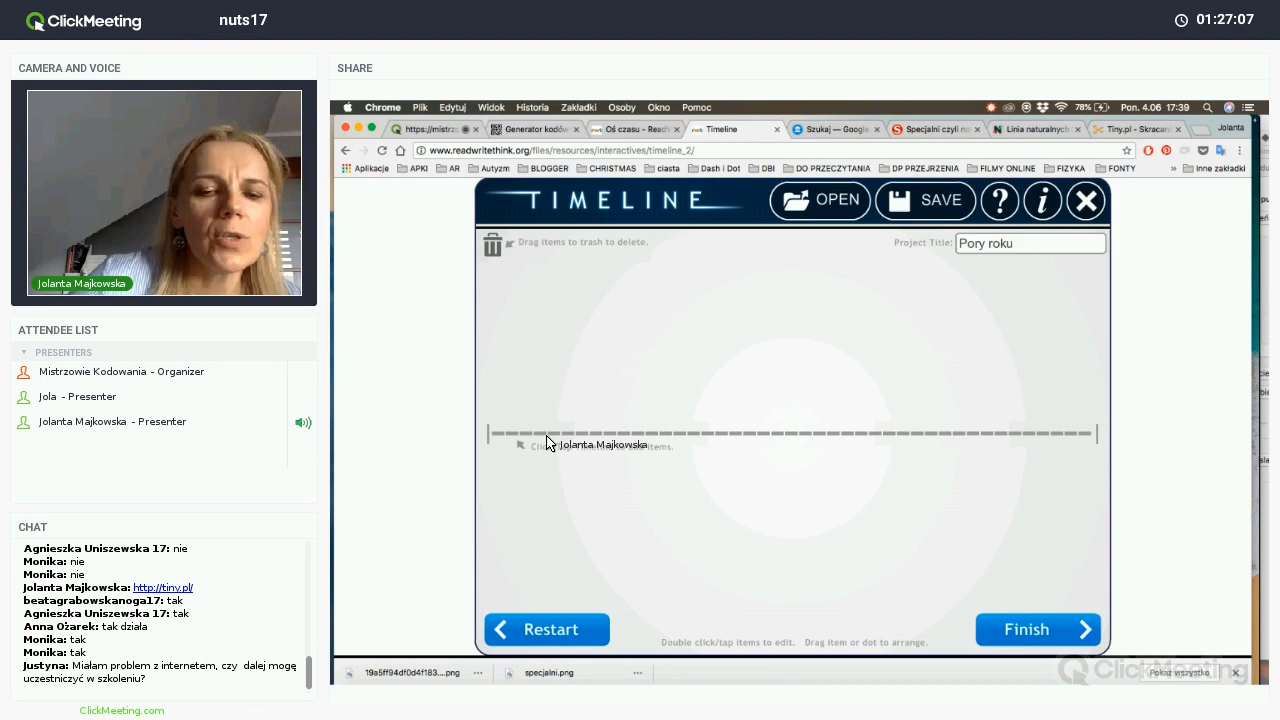 ClickMeeting
nuts17
01:27:07
CAMERA AND VOICE
Jolanta Majkowska
ATTENDEE LIST
PRESENTERS
Mistrzowie Kodowania - Organizer
Jola - Presenter
Jolanta Majkowska - Presenter
CHAT
Agnieszka Uniszewska 17: nie
Monika: nie
Monika: nie
Jolanta Majkowska: http://tiny.pl/
beatagrabowskanoga17: tak
Agnieszka Uniszewska 17: tak
Anna Ożarek: tak działa
Monika: tak
Monika: tak
Justyna: Miałam problem z internetem, czy dalej mogę
uczestniczyć w szkoleniu?
ClickMeeting.com
SHARE
Chrome Plik Edytuj Widok Historia Zakładki Osoby Okno Pomoc
78% Pon. 4.06 17:39
https://mistrz
Generator kodów
Oś czasu - Read
Timeline
Szukaj — Google
Specjalni czyli no
Linia naturalnych
Tiny.pl - Skracan
Jolanta
www.readwritethink.org/files/resources/interactives/timeline_2/
Aplikacje APKI AR Autyzm BLOGGER CHRISTMAS ciasta Dash i Dot DBI DO PRZECZYTANIA DP PRZEJRZENIA FILMY ONLINE FIZYKA FONTY » Inne zakładki
TIMELINE
OPEN
SAVE
?
i
Drag items to trash to delete.
Project Title: Pory roku
Jolanta Majkowska
items.
Restart
Finish
Double click/tap items to edit. Drag item or dot to arrange.
19a5ff94df0d4f183....png
specjalni.png
Pokaż wszystko
ClickMeeting